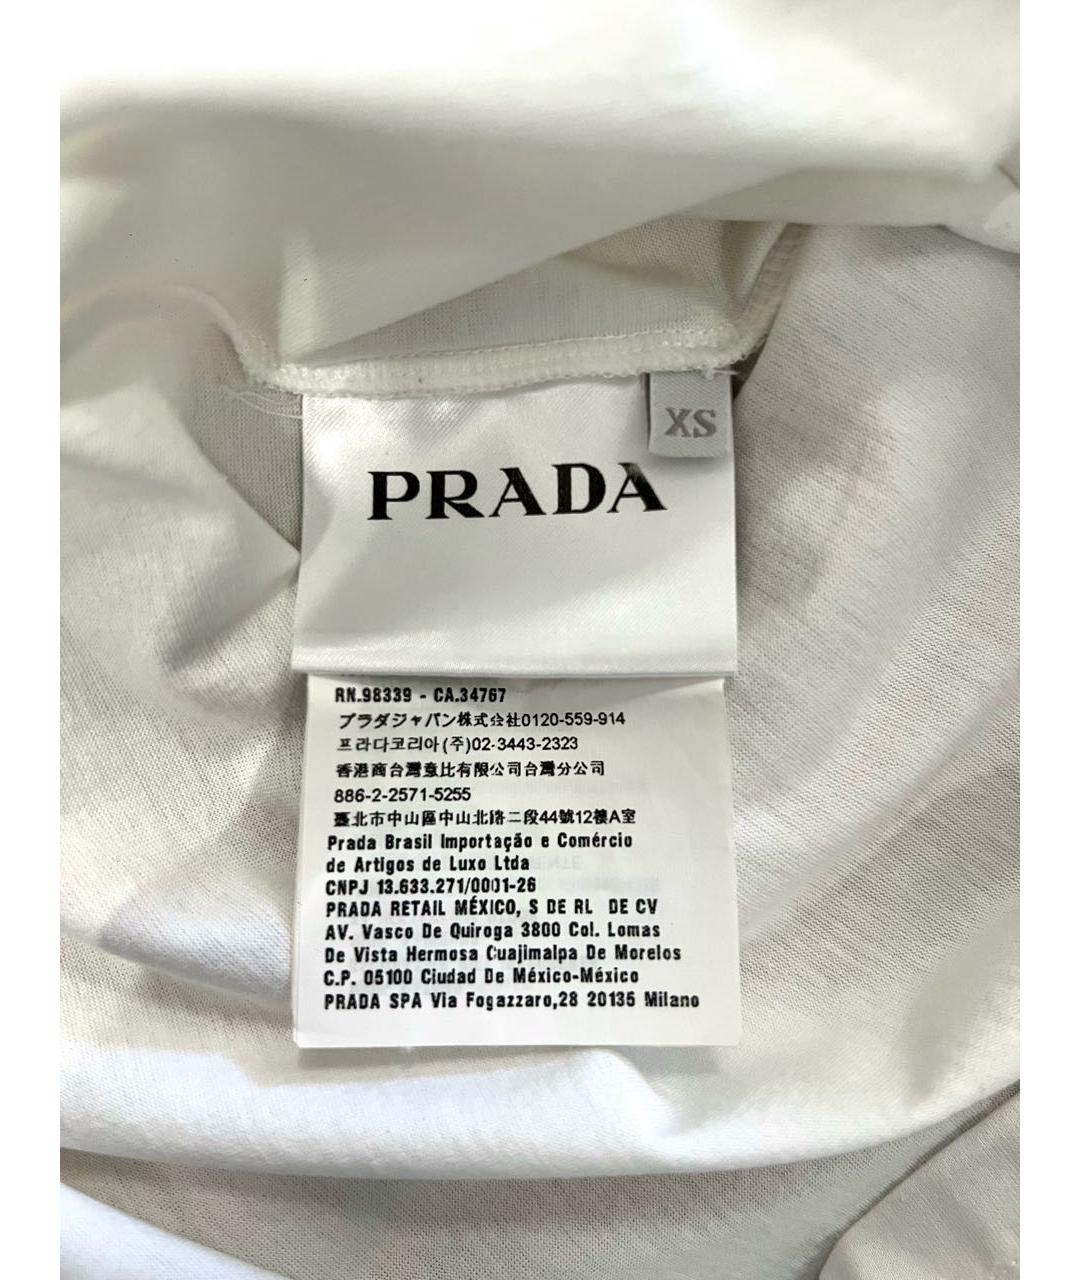 XS
PRADA
RN.98339 - CA.34767
プラダジャパン株式会社0120-559-914
프라다코리아(주)02-3443-2323
香港商台灣意比有限公司台灣分公司
886-2-2571-5255
臺北市中山區中山北路二段44號12樓A室
Prada Brasil Importação e Comércio
de Artigos de Luxo Ltda
CNPJ 13.633.271/0001-26
PRADA RETAIL MÉXICO, S DE RL DE CV
AV. Vasco De Quiroga 3800 Col. Lomas
De Vista Hermosa Cuajimalpa De Morelos
C.P. 05100 Ciudad De México-México
PRADA SPA Via Fogazzaro,28 20135 Milano